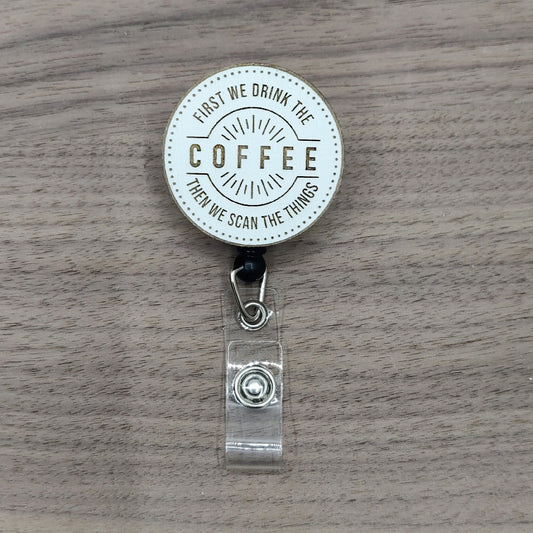 FIRST WE DRINK THE
COFFEE
THEN WE SCAN THE THINGS